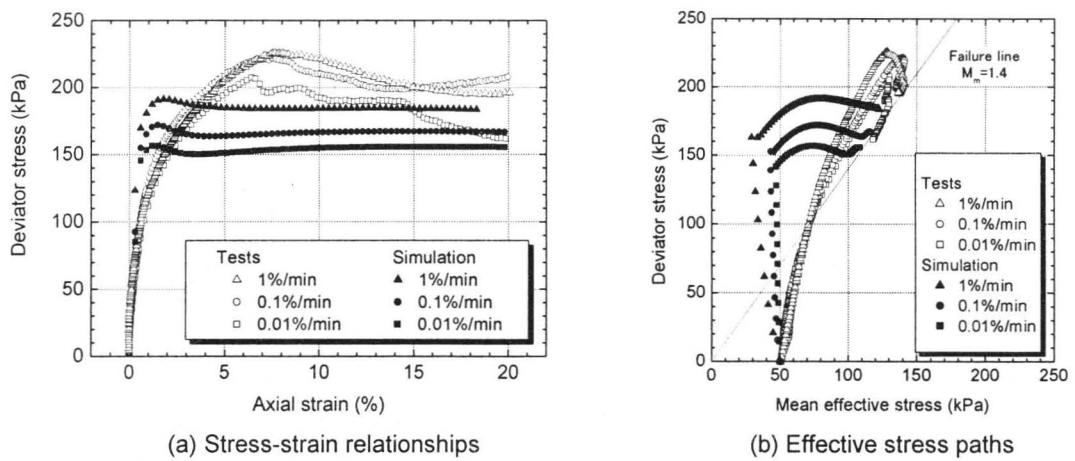 250
200
150
100
50
0
Deviator stress (kPa)
Tests Simulation
1%/min 1%/min
0.1%/min 0.1%/min
0.01%/min 0.01%/min
0 5 10 15 20
Axial strain (%)
(a) Stress-strain relationships
250
200
150
100
50
0
Deviator stress (kPa)
Failure line
Mm=1.4
Tests
1%/min
0.1%/min
0.01%/min
Simulation
1%/min
0.1%/min
0.01%/min
0 50 100 150 200 250
Mean effective stress (kPa)
(b) Effective stress paths